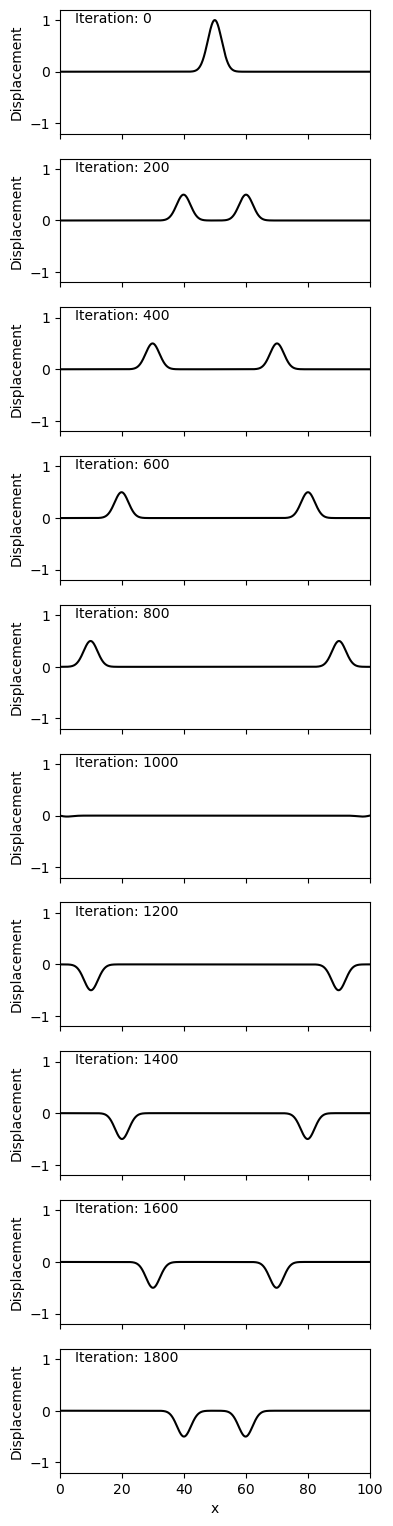 Iteration: 0
1
0
−1
Displacement
Iteration: 200
1
0
−1
Displacement
Iteration: 400
1
0
−1
Displacement
Iteration: 600
1
0
−1
Displacement
Iteration: 800
1
0
−1
Displacement
Iteration: 1000
1
0
−1
Displacement
Iteration: 1200
1
0
−1
Displacement
Iteration: 1400
1
0
−1
Displacement
Iteration: 1600
1
0
−1
Displacement
Iteration: 1800
1
0
−1
Displacement
0 20 40 60 80 100
x